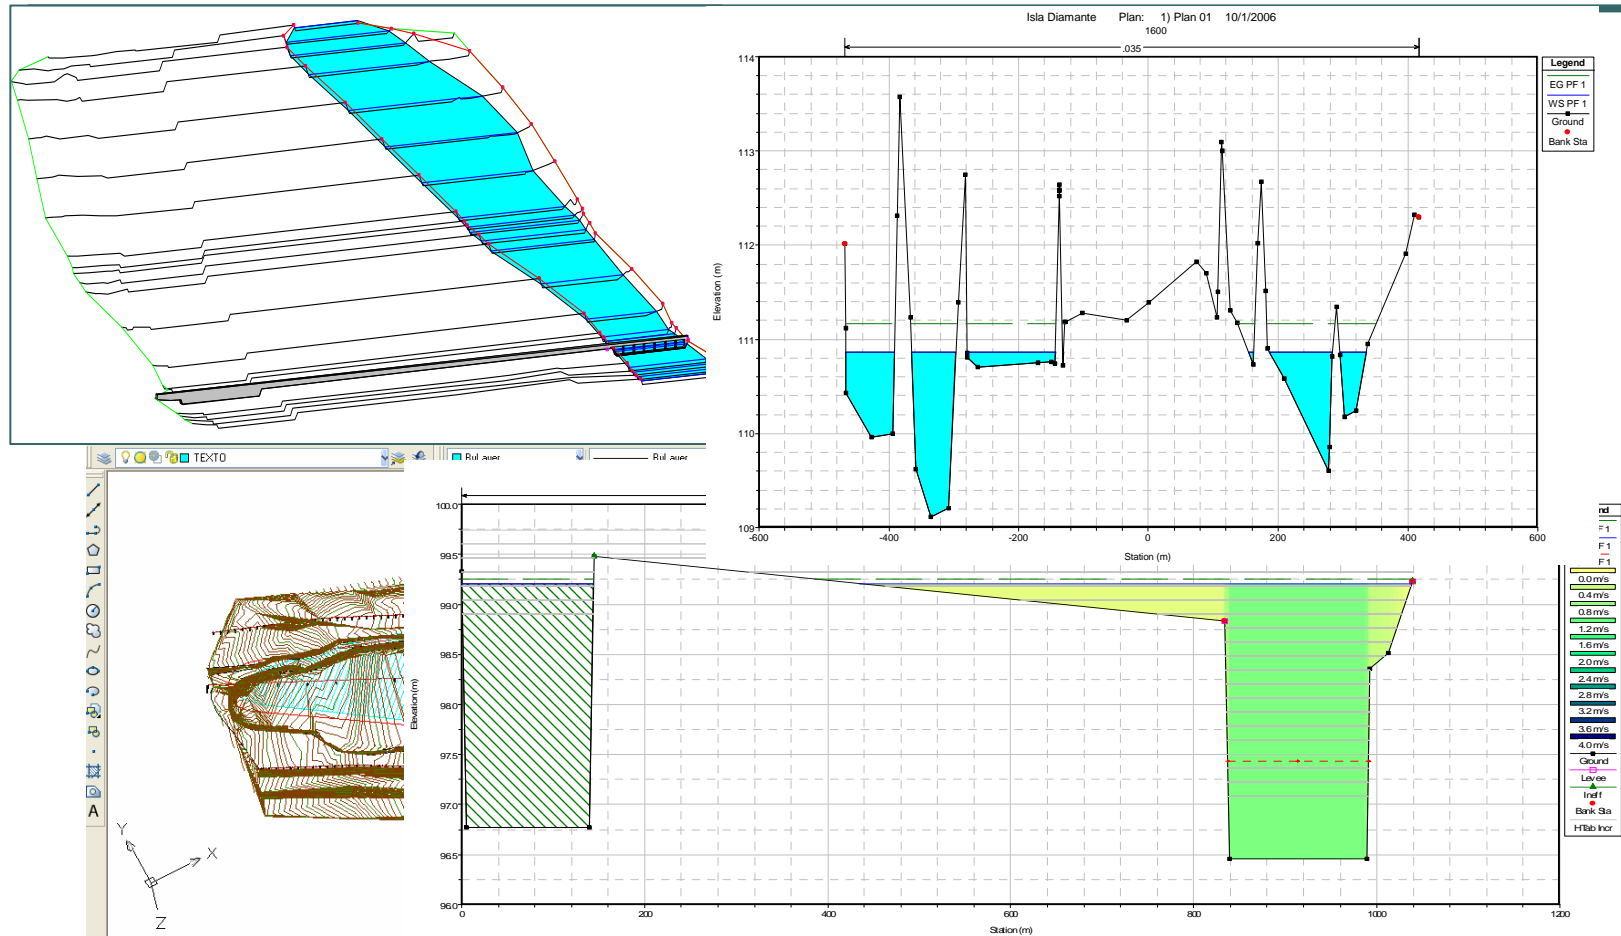 Isla Diamante Plan: 1) Plan 01 10/1/2006
1600
.035
114
113
112
111
110
109
Elevation (m)
-600
-400
-200
0
200
400
600
Station (m)
Legend
EG PF 1
WS PF 1
Ground
Bank Sta
TEXTO
Y
X
Z
A
100.0
99.5
99.0
98.5
98.0
97.5
97.0
96.5
96.0
Elevation (m)
0
200
400
600
800
1000
1200
Station (m)
nd
F 1
F 1
F 1
0.0 m/s
0.4 m/s
0.8 m/s
1.2 m/s
1.6 m/s
2.0 m/s
2.4 m/s
2.8 m/s
3.2 m/s
3.6 m/s
4.0 m/s
Ground
Levee
Ineff
Bank Sta
HTab Incr